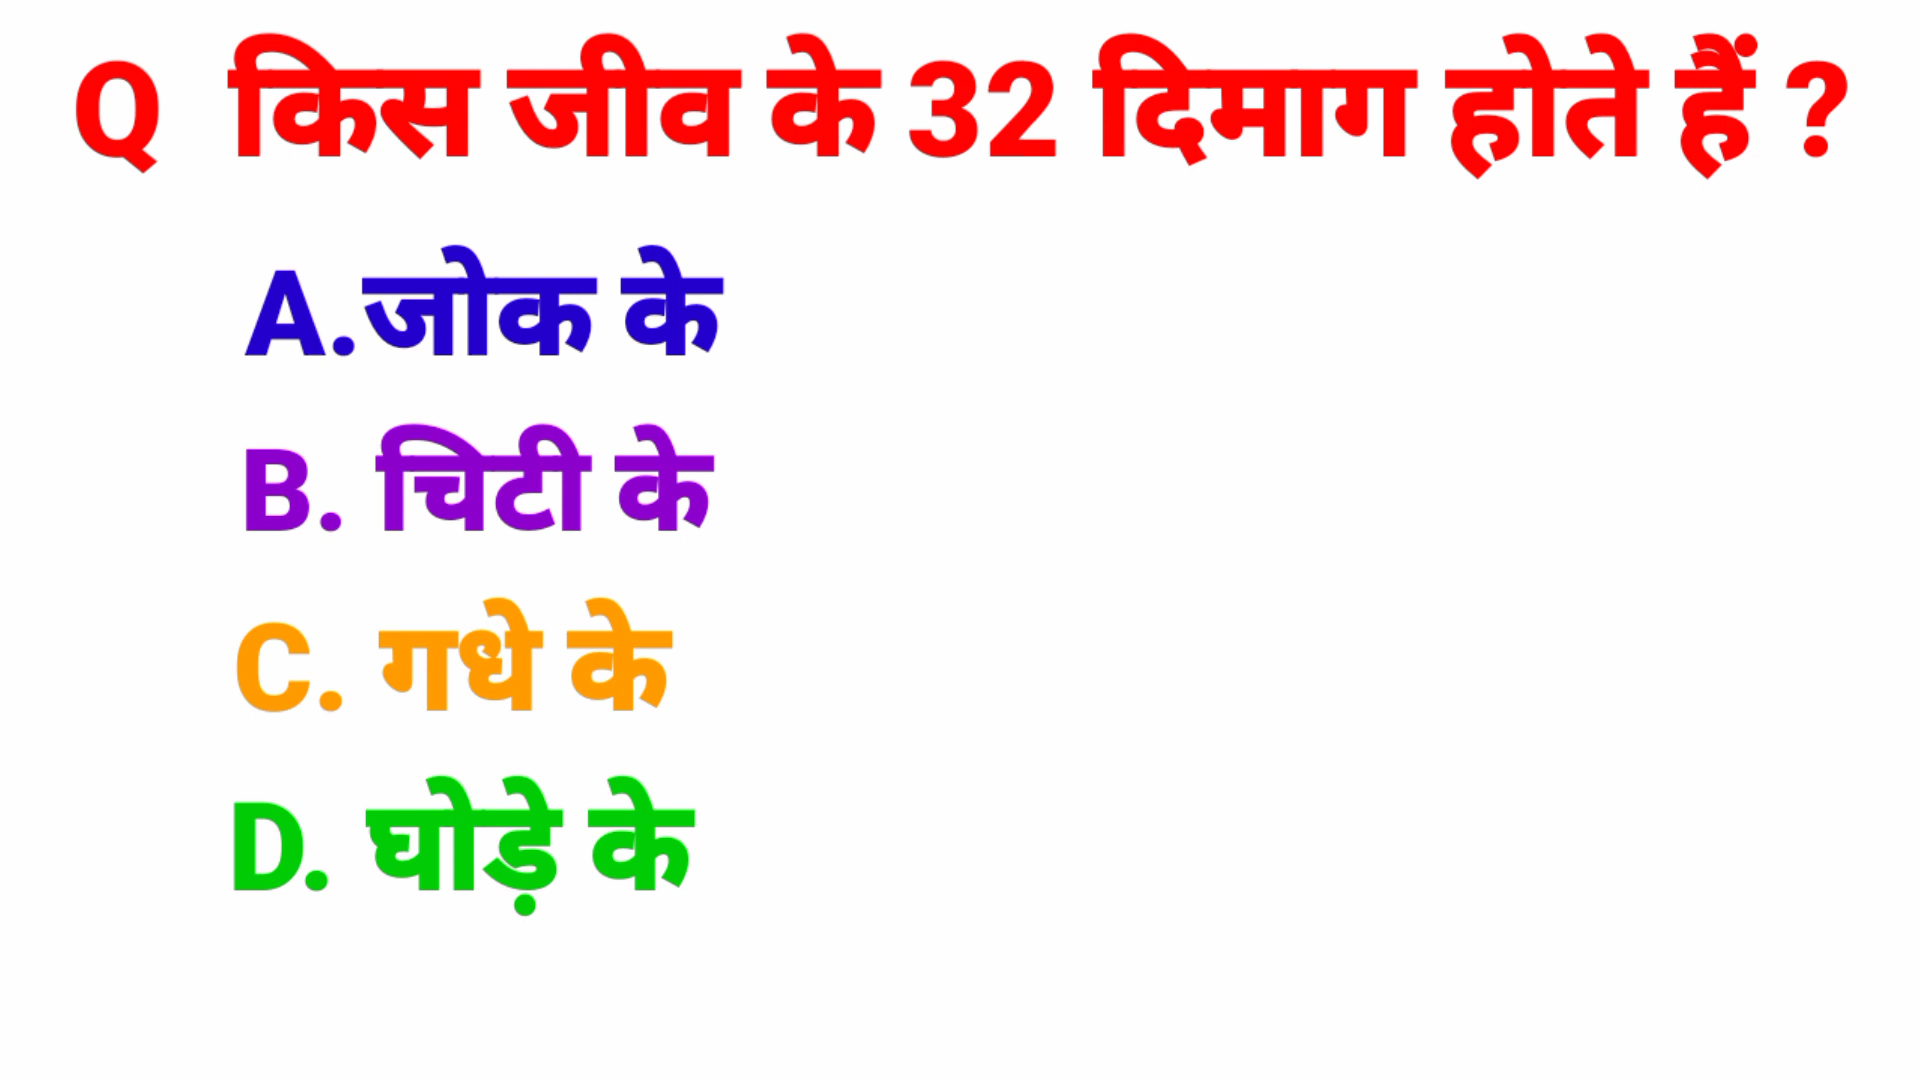 Q किस जीव के 32 दिमाग होते हैं ?
A.जोक के
B. चिटी के
C. गधे के
D. घोड़े के